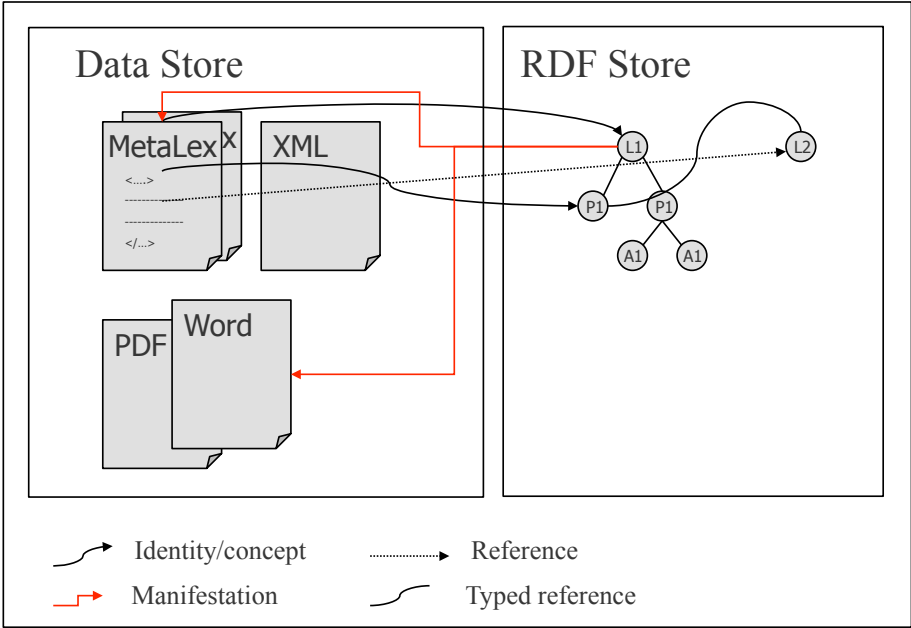 Data Store
RDF Store
MetaLex
x
XML
<....>
---------------
---------------
</...>
PDF
Word
L1
L2
P1
P1
A1
A1
Identity/concept
Reference
Manifestation
Typed reference